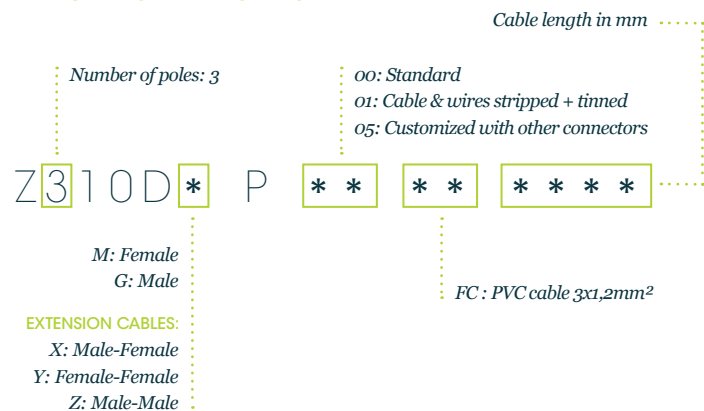 Cable length in mm
Number of poles: 3
00: Standard
01: Cable & wires stripped + tinned
05: Customized with other connectors
Z310D* P ** ** ****
M: Female
G: Male
FC : PVC cable 3x1,2mm²
EXTENSION CABLES:
X: Male-Female
Y: Female-Female
Z: Male-Male